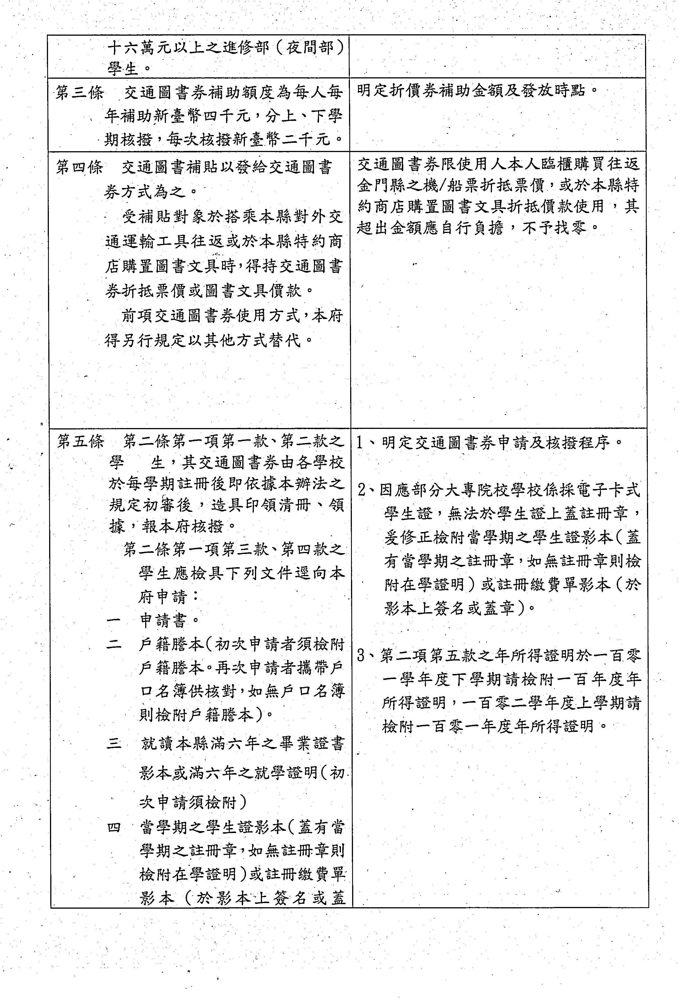 十六萬元以上之進修部（夜間部）
學生。
第三條　交通圖書券補助額度為每人每
年補助新臺幣四千元，分上、下學
期核撥，每次核撥新臺幣二千元。
明定折價券補助金額及發放時點。
第四條　交通圖書補貼以發給交通圖書
券方式為之。
受補貼對象於搭乘本縣對外交
通運輸工具往返或於本縣特約商
店購置圖書文具時，得持交通圖書
券折抵票價或圖書文具價款。
前項交通圖書券使用方式，本府
得另行規定以其他方式替代。
交通圖書券限使用人本人臨櫃購買往返
金門縣之機/船票折抵票價，或於本縣特
約商店購置圖書文具折抵價款使用，其
超出金額應自行負擔，不予找零。
第五條　第二條第一項第一款、第二款之
學　生，其交通圖書券由各學校
於每學期註冊後即依據本辦法之
規定初審後，造具印領清冊、領
據，報本府核撥。
第二條第一項第三款、第四款之
學生應檢具下列文件逕向本
府申請：
一　申請書。
二　戶籍謄本（初次申請者須檢附
戶籍謄本。再次申請者攜帶戶
口名簿供核對，如無戶口名簿
則檢附戶籍謄本）。
三　就讀本縣滿六年之畢業證書
影本或滿六年之就學證明（初
次申請須檢附）
四　當學期之學生證影本（蓋有當
學期之註冊章，如無註冊章則
檢附在學證明）或註冊繳費單
影本（於影本上簽名或蓋
1、明定交通圖書券申請及核撥程序。
2、因應部分大專院校學校係採電子卡式
學生證，無法於學生證上蓋註冊章，
爰修正檢附當學期之學生證影本（蓋
有當學期之註冊章，如無註冊章則檢
附在學證明）或註冊繳費單影本（於
影本上簽名或蓋章）。
3、第二項第五款之年所得證明於一百零
一學年度下學期請檢附一百年度年
所得證明，一百零二學年度上學期請
檢附一百零一年度年所得證明。